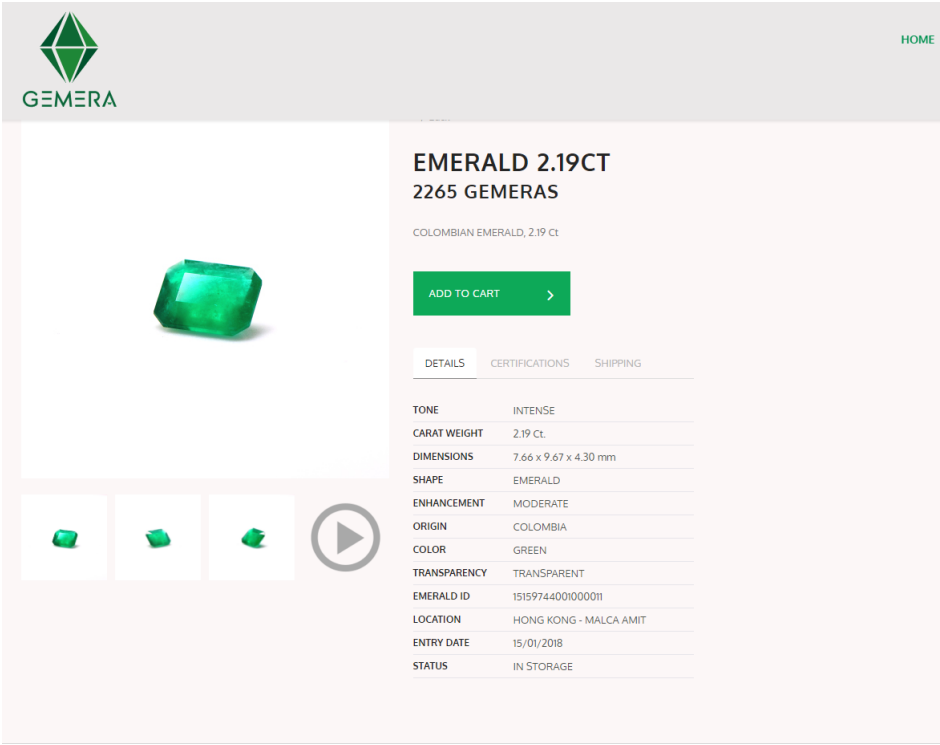 GEMERA
HOME
EMERALD 2.19CT
2265 GEMERAS
COLOMBIAN EMERALD, 2.19 Ct
ADD TO CART
DETAILS CERTIFICATIONS SHIPPING
TONE INTENSE
CARAT WEIGHT 2.19 Ct.
DIMENSIONS 7.66 x 9.67 x 4.30 mm
SHAPE EMERALD
ENHANCEMENT MODERATE
ORIGIN COLOMBIA
COLOR GREEN
TRANSPARENCY TRANSPARENT
EMERALD ID 1515974400100011
LOCATION HONG KONG - MALCA AMIT
ENTRY DATE 15/01/2018
STATUS IN STORAGE